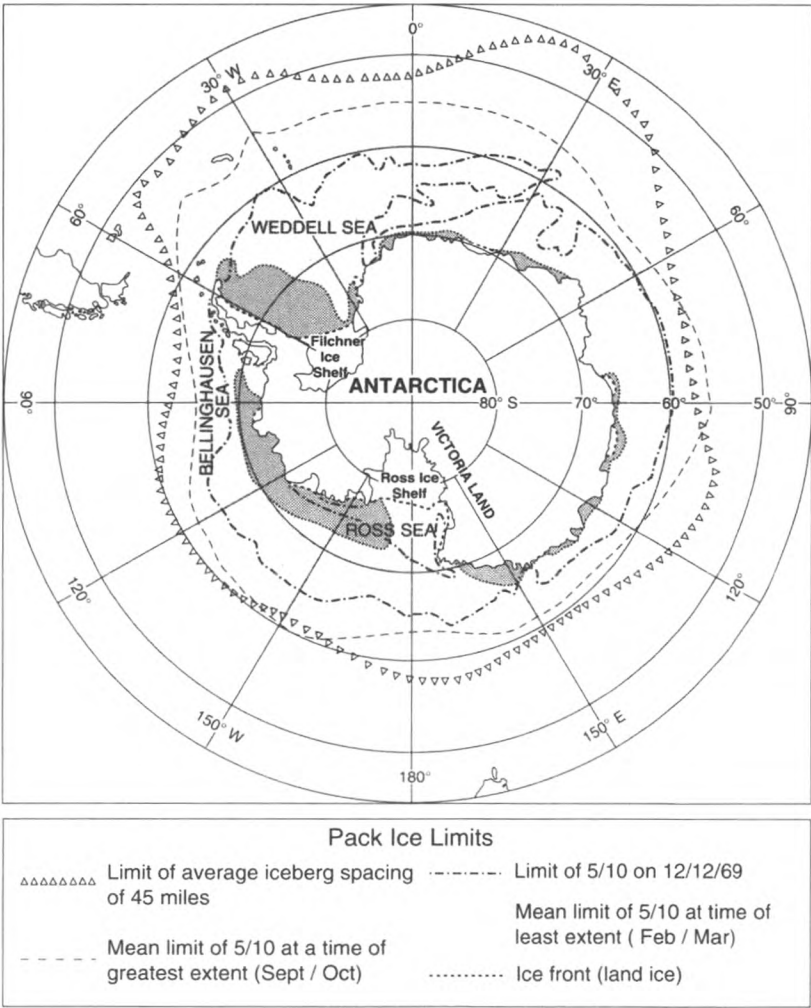 0°
30° W
30° E
60°
60°
WEDDELL SEA
Filchner
Ice
Shelf
BELLINGHAUSEN
SEA
ANTARCTICA
90°
80° S
70°
60°
50°
90°
VICTORIA LAND
Ross Ice
Shelf
ROSS SEA
120°
120°
150° W
150° E
180°
Pack Ice Limits
Limit of average iceberg spacing
of 45 miles
Mean limit of 5/10 at a time of
greatest extent (Sept / Oct)
Limit of 5/10 on 12/12/69
Mean limit of 5/10 at time of
least extent ( Feb / Mar)
Ice front (land ice)